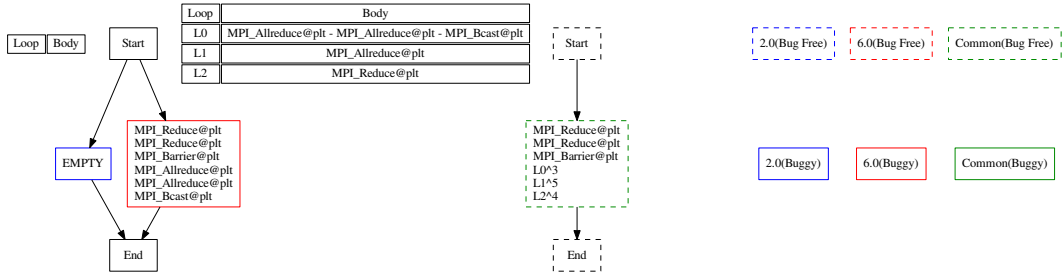 Loop Body
Start
Loop Body
L0 MPI_Allreduce@plt - MPI_Allreduce@plt - MPI_Bcast@plt
L1 MPI_Allreduce@plt
L2 MPI_Reduce@plt
Start
2.0(Bug Free)
6.0(Bug Free)
Common(Bug Free)
EMPTY
MPI_Reduce@plt
MPI_Reduce@plt
MPI_Barrier@plt
MPI_Allreduce@plt
MPI_Allreduce@plt
MPI_Bcast@plt
MPI_Reduce@plt
MPI_Reduce@plt
MPI_Barrier@plt
L0^3
L1^5
L2^4
2.0(Buggy)
6.0(Buggy)
Common(Buggy)
End
End